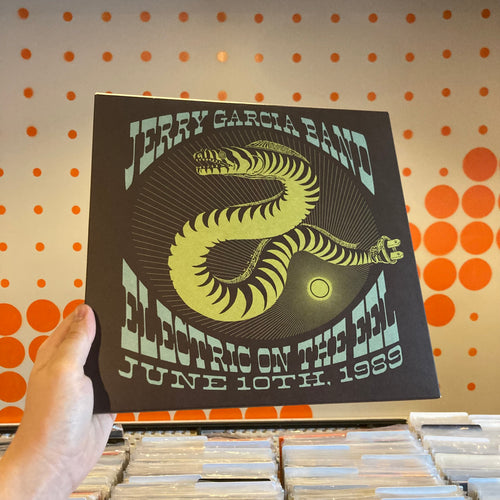 JERRY GARCIA BAND
ELECTRIC ON THE EEL
JUNE 10TH, 1989